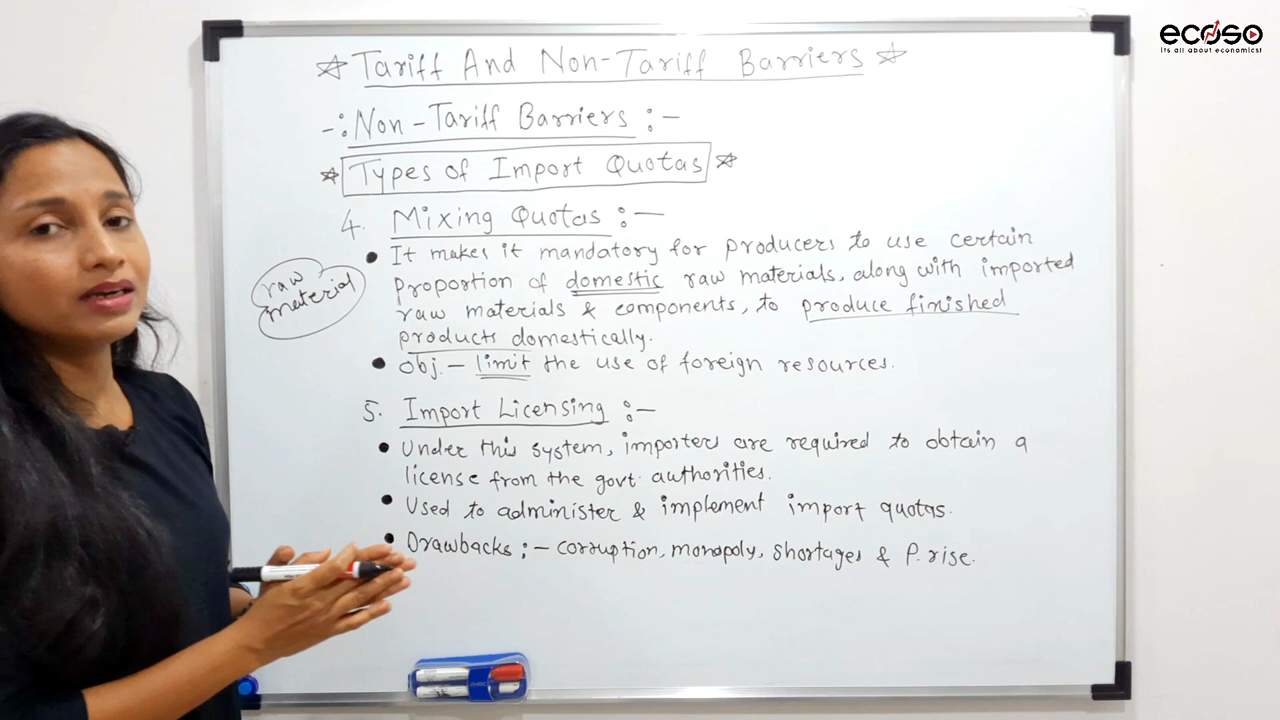 ecoso
Its all about economics!
☆ Tariff And Non-Tariff Barriers ☆
-: Non-Tariff Barriers :-
☆ Types of Import Quotas ☆
4. Mixing Quotas :-
• It makes it mandatory for producers to use certain
proportion of domestic raw materials, along with imported
raw materials & components, to produce finished
products domestically.
raw
material
• Obj. - limit the use of foreign resources.
5. Import Licensing :-
• Under this system, importers are required to obtain a
license from the govt. authorities.
• Used to administer & implement import quotas.
• Drawbacks :- corruption, monopoly, shortages & P. rise.